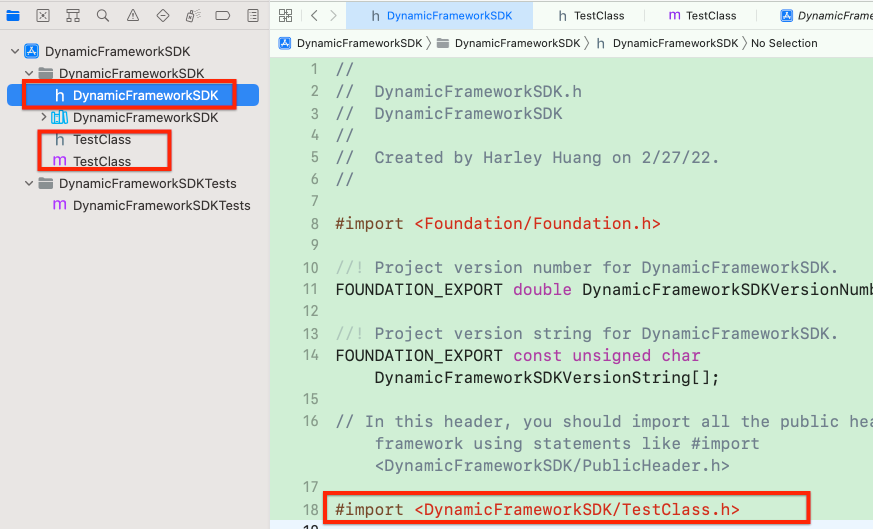 h DynamicFrameworkSDK
h TestClass
m TestClass
DynamicFrame
DynamicFrameworkSDK
DynamicFrameworkSDK
h DynamicFrameworkSDK
DynamicFrameworkSDK
h TestClass
m TestClass
DynamicFrameworkSDKTests
m DynamicFrameworkSDKTests
DynamicFrameworkSDK 〉 DynamicFrameworkSDK 〉 h DynamicFrameworkSDK 〉 No Selection
1 //
2 // DynamicFrameworkSDK.h
3 // DynamicFrameworkSDK
4 //
5 // Created by Harley Huang on 2/27/22.
6 //
7
8 #import <Foundation/Foundation.h>
9
10 //! Project version number for DynamicFrameworkSDK.
11 FOUNDATION_EXPORT double DynamicFrameworkSDKVersionNumb
12
13 //! Project version string for DynamicFrameworkSDK.
14 FOUNDATION_EXPORT const unsigned char
DynamicFrameworkSDKVersionString[];
15
16 // In this header, you should import all the public hea
framework using statements like #import
<DynamicFrameworkSDK/PublicHeader.h>
17
18 #import <DynamicFrameworkSDK/TestClass.h>